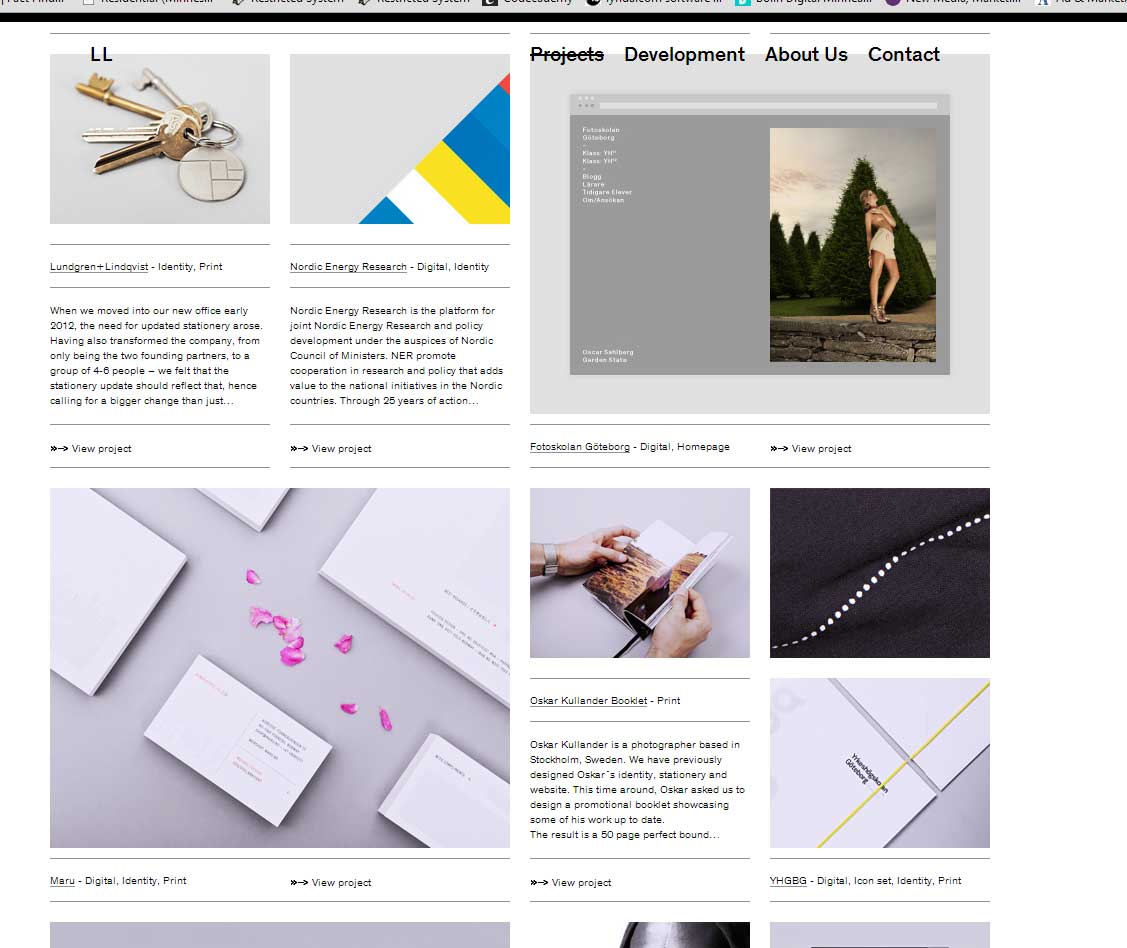 LL
Projects Development About Us Contact
Fotoskolan
Göteborg
Blogg
Lärare
Tidigare Elever
Om/Ansökan
Oscar Sahlberg
Garden State
Lundgren+Lindqvist - Identity, Print
When we moved into our new office early
2012, the need for updated stationery arose.
Having also transformed the company, from
only being the two founding partners, to a
group of 4-6 people – we felt that the
stationery update should reflect that, hence
calling for a bigger change than just...
»→ View project
Nordic Energy Research - Digital, Identity
Nordic Energy Research is the platform for
joint Nordic Energy Research and policy
development under the auspices of Nordic
Council of Ministers. NER promote
cooperation in research and policy that adds
value to the national initiatives in the Nordic
countries. Through 25 years of action...
»→ View project
Fotoskolan Göteborg - Digital, Homepage
»→ View project
Maru - Digital, Identity, Print
»→ View project
Oskar Kullander Booklet - Print
Oskar Kullander is a photographer based in
Stockholm, Sweden. We have previously
designed Oskar´s identity, stationery and
website. This time around, Oskar asked us to
design a promotional booklet showcasing
some of his work up to date.
The result is a 50 page perfect bound...
»→ View project
Göteborg
YHGBG - Digital, Icon set, Identity, Print